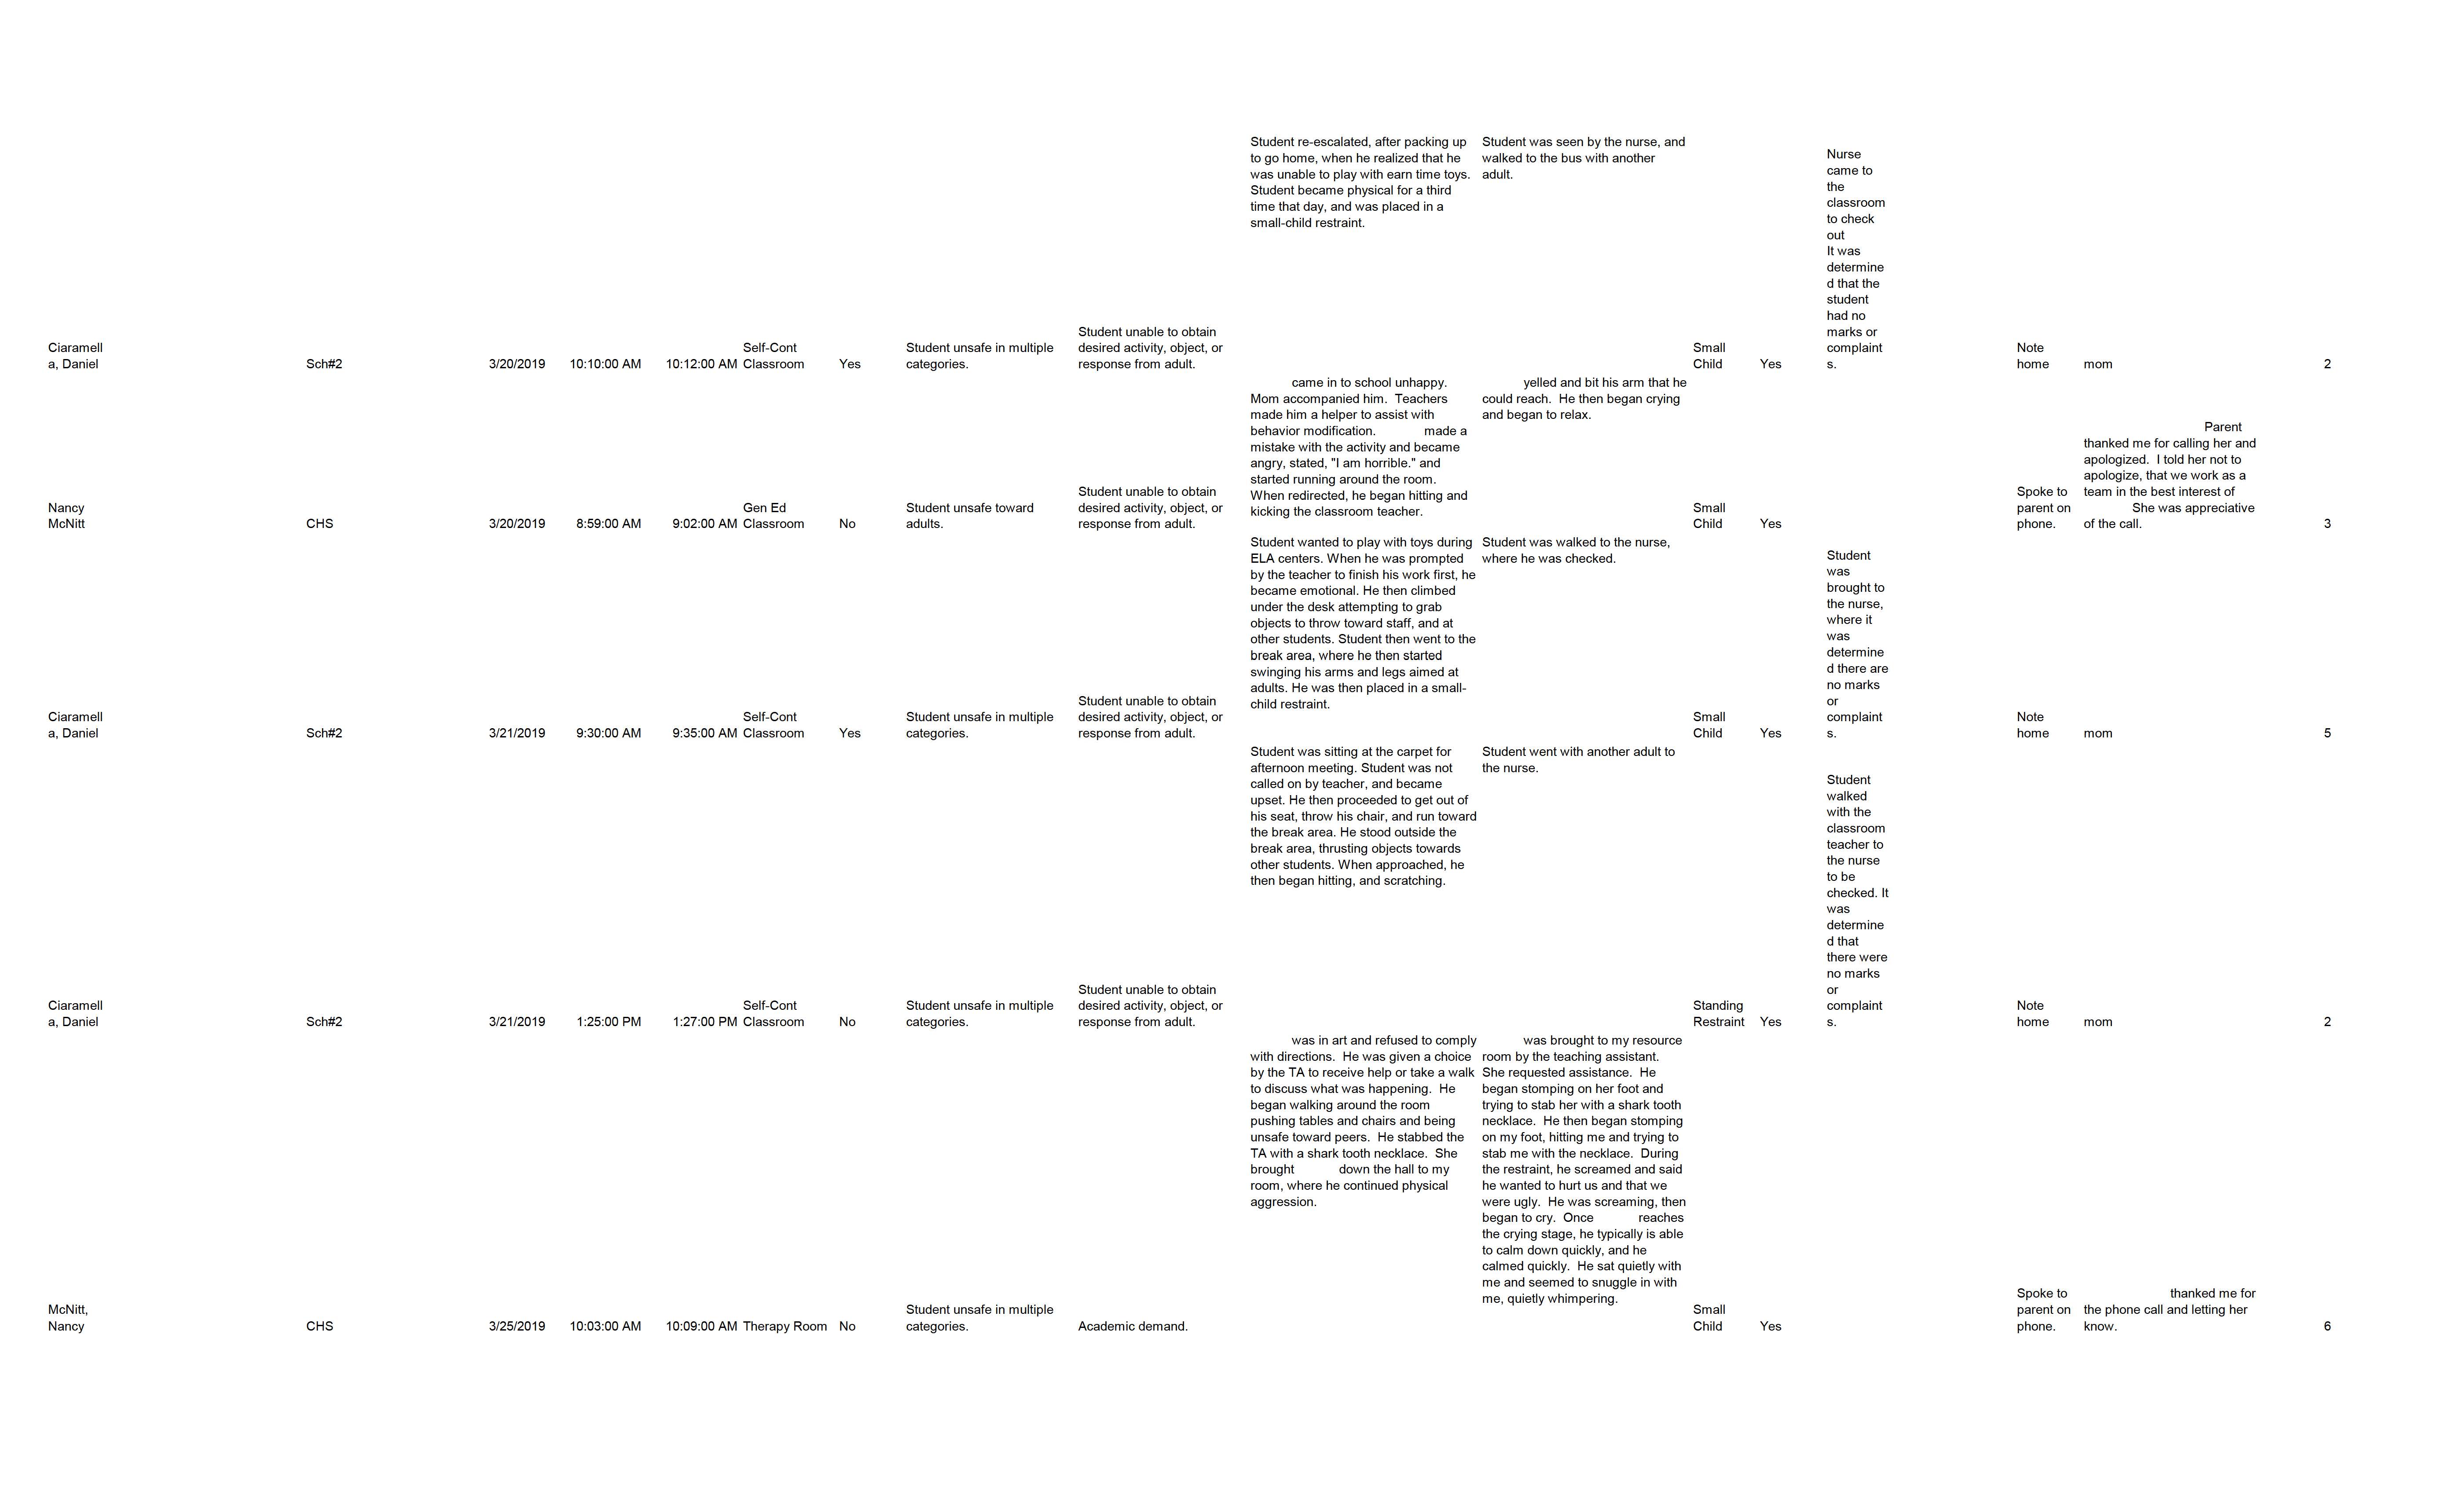 Ciaramell
a, Daniel
Sch#2
3/20/2019
10:10:00 AM
10:12:00 AM
Self-Cont
Classroom
Yes
Student unsafe in multiple
categories.
Student unable to obtain
desired activity, object, or
response from adult.
Student re-escalated, after packing up
to go home, when he realized that he
was unable to play with earn time toys.
Student became physical for a third
time that day, and was placed in a
small-child restraint.
Student was seen by the nurse, and
walked to the bus with another
adult.
Small
Child
Yes
Nurse
came to
the
classroom
to check
out
It was
determine
d that the
student
had no
marks or
complaint
s.
Note
home
mom
2
Nancy
McNitt
CHS
3/20/2019
8:59:00 AM
9:02:00 AM
Gen Ed
Classroom
No
Student unsafe toward
adults.
Student unable to obtain
desired activity, object, or
response from adult.
came in to school unhappy.
Mom accompanied him.  Teachers
made him a helper to assist with
behavior modification. made a
mistake with the activity and became
angry, stated, "I am horrible." and
started running around the room.
When redirected, he began hitting and
kicking the classroom teacher.
yelled and bit his arm that he
could reach.  He then began crying
and began to relax.
Small
Child
Yes
Spoke to
parent on
phone.
Parent
thanked me for calling her and
apologized.  I told her not to
apologize, that we work as a
team in the best interest of
She was appreciative
of the call.
3
Ciaramell
a, Daniel
Sch#2
3/21/2019
9:30:00 AM
9:35:00 AM
Self-Cont
Classroom
Yes
Student unsafe in multiple
categories.
Student unable to obtain
desired activity, object, or
response from adult.
Student wanted to play with toys during
ELA centers. When he was prompted
by the teacher to finish his work first, he
became emotional. He then climbed
under the desk attempting to grab
objects to throw toward staff, and at
other students. Student then went to the
break area, where he then started
swinging his arms and legs aimed at
adults. He was then placed in a small-
child restraint.
Student was walked to the nurse,
where he was checked.
Small
Child
Yes
Student
was
brought to
the nurse,
where it
was
determine
d there are
no marks
or
complaint
s.
Note
home
mom
5
Ciaramell
a, Daniel
Sch#2
3/21/2019
1:25:00 PM
1:27:00 PM
Self-Cont
Classroom
No
Student unsafe in multiple
categories.
Student unable to obtain
desired activity, object, or
response from adult.
Student was sitting at the carpet for
afternoon meeting. Student was not
called on by teacher, and became
upset. He then proceeded to get out of
his seat, throw his chair, and run toward
the break area. He stood outside the
break area, thrusting objects towards
other students. When approached, he
then began hitting, and scratching.
Student went with another adult to
the nurse.
Standing
Restraint
Yes
Student
walked
with the
classroom
teacher to
the nurse
to be
checked. It
was
determine
d that
there were
no marks
or
complaint
s.
Note
home
mom
2
McNitt,
Nancy
CHS
3/25/2019
10:03:00 AM
10:09:00 AM
Therapy Room
No
Student unsafe in multiple
categories.
Academic demand.
was in art and refused to comply
with directions.  He was given a choice
by the TA to receive help or take a walk
to discuss what was happening.  He
began walking around the room
pushing tables and chairs and being
unsafe toward peers.  He stabbed the
TA with a shark tooth necklace.  She
brought down the hall to my
room, where he continued physical
aggression.
was brought to my resource
room by the teaching assistant.
She requested assistance.  He
began stomping on her foot and
trying to stab her with a shark tooth
necklace.  He then began stomping
on my foot, hitting me and trying to
stab me with the necklace.  During
the restraint, he screamed and said
he wanted to hurt us and that we
were ugly.  He was screaming, then
began to cry.  Once reaches
the crying stage, he typically is able
to calm down quickly, and he
calmed quickly.  He sat quietly with
me and seemed to snuggle in with
me, quietly whimpering.
Small
Child
Yes
Spoke to
parent on
phone.
thanked me for
the phone call and letting her
know.
6